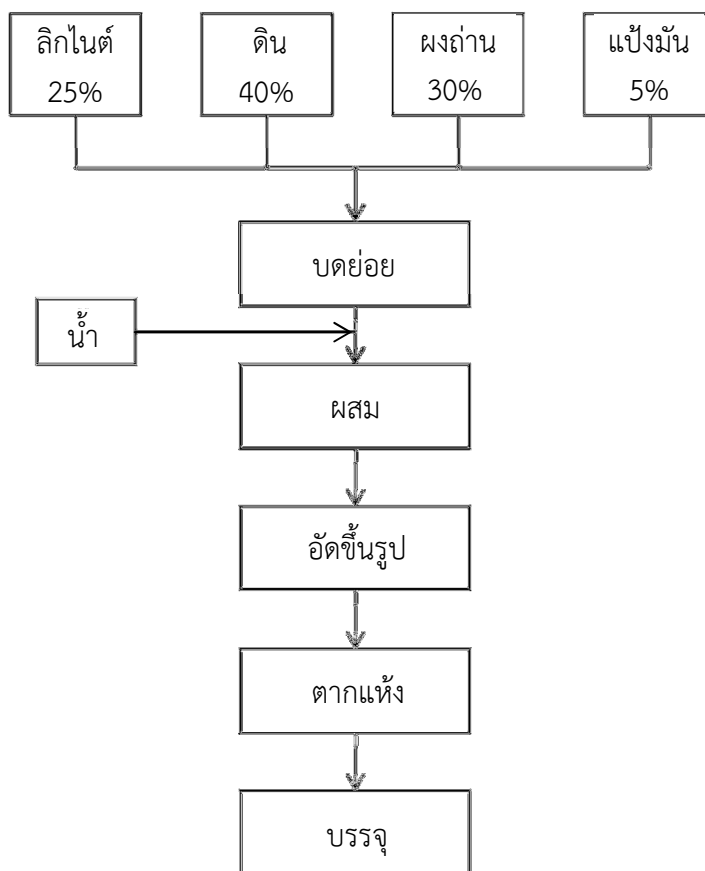 ลิกไนต์
25%
ดิน
40%
ผงถ่าน
30%
แป้งมัน
5%
บดย่อย
น้ำ
ผสม
อัดขึ้นรูป
ตากแห้ง
บรรจุ